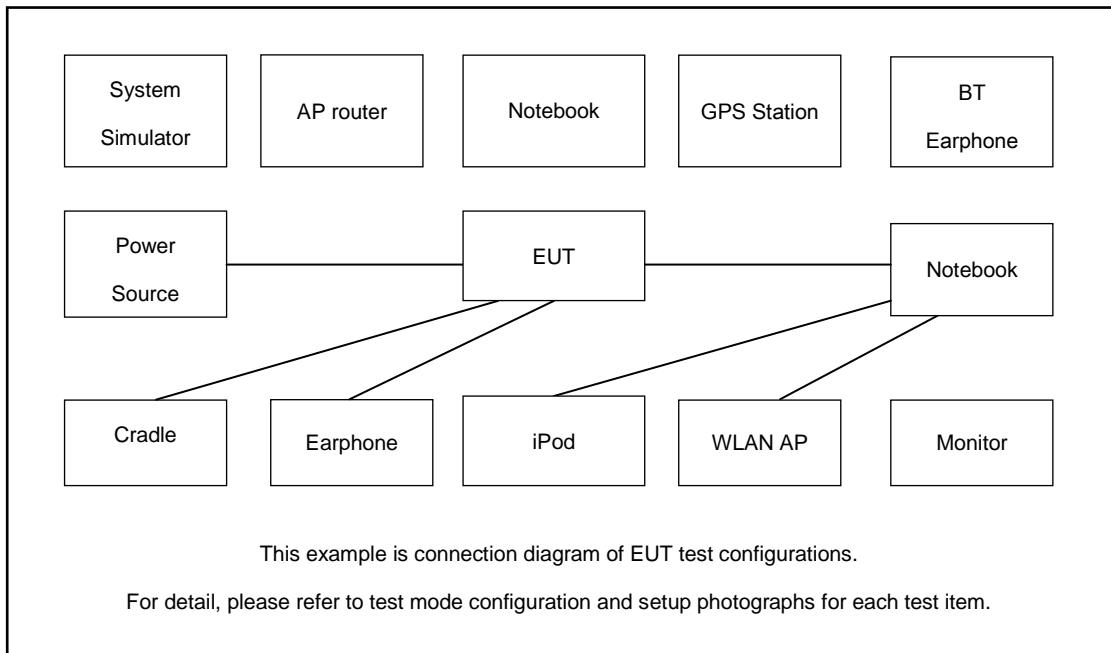 System
Simulator
AP router
Notebook
GPS Station
BT
Earphone
Power
Source
EUT
Notebook
Cradle
Earphone
iPod
WLAN AP
Monitor
This example is connection diagram of EUT test configurations.
For detail, please refer to test mode configuration and setup photographs for each test item.